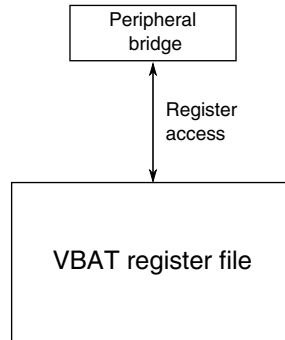 Peripheral
bridge
Register
access
VBAT register file